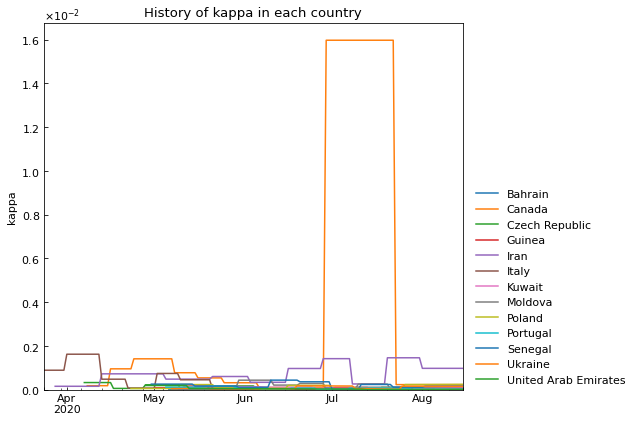 History of kappa in each country
×10⁻²
1.6
1.4
1.2
1.0
0.8
0.6
0.4
0.2
0.0
kappa
Apr
2020
May
Jun
Jul
Aug
Bahrain
Canada
Czech Republic
Guinea
Iran
Italy
Kuwait
Moldova
Poland
Portugal
Senegal
Ukraine
United Arab Emirates